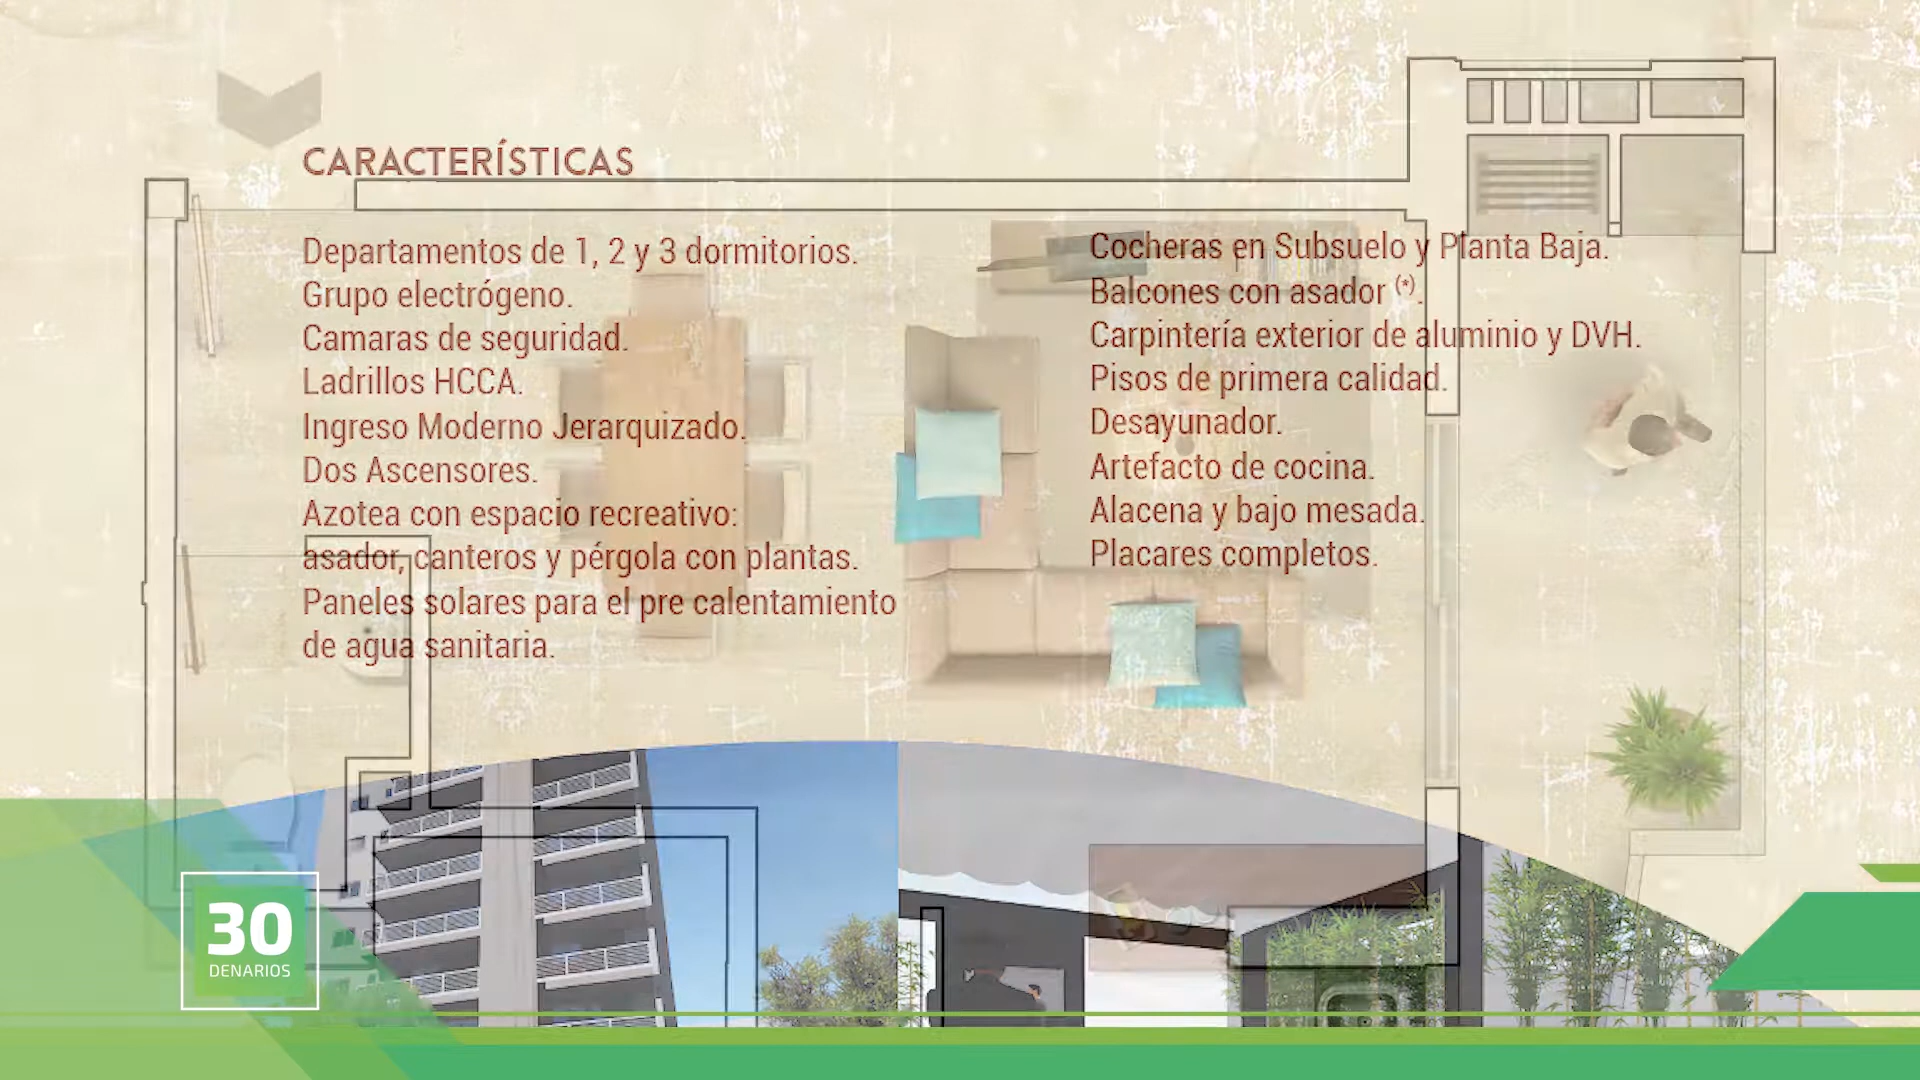 CARACTERÍSTICAS
Departamentos de 1, 2 y 3 dormitorios.
Grupo electrógeno.
Camaras de seguridad.
Ladrillos HCCA.
Ingreso Moderno Jerarquizado.
Dos Ascensores.
Azotea con espacio recreativo:
asador, canteros y pérgola con plantas.
Paneles solares para el pre calentamiento
de agua sanitaria.
Cocheras en Subsuelo y Planta Baja.
Balcones con asador (*).
Carpintería exterior de aluminio y DVH.
Pisos de primera calidad.
Desayunador.
Artefacto de cocina.
Alacena y bajo mesada.
Placares completos.
30
DENARIOS